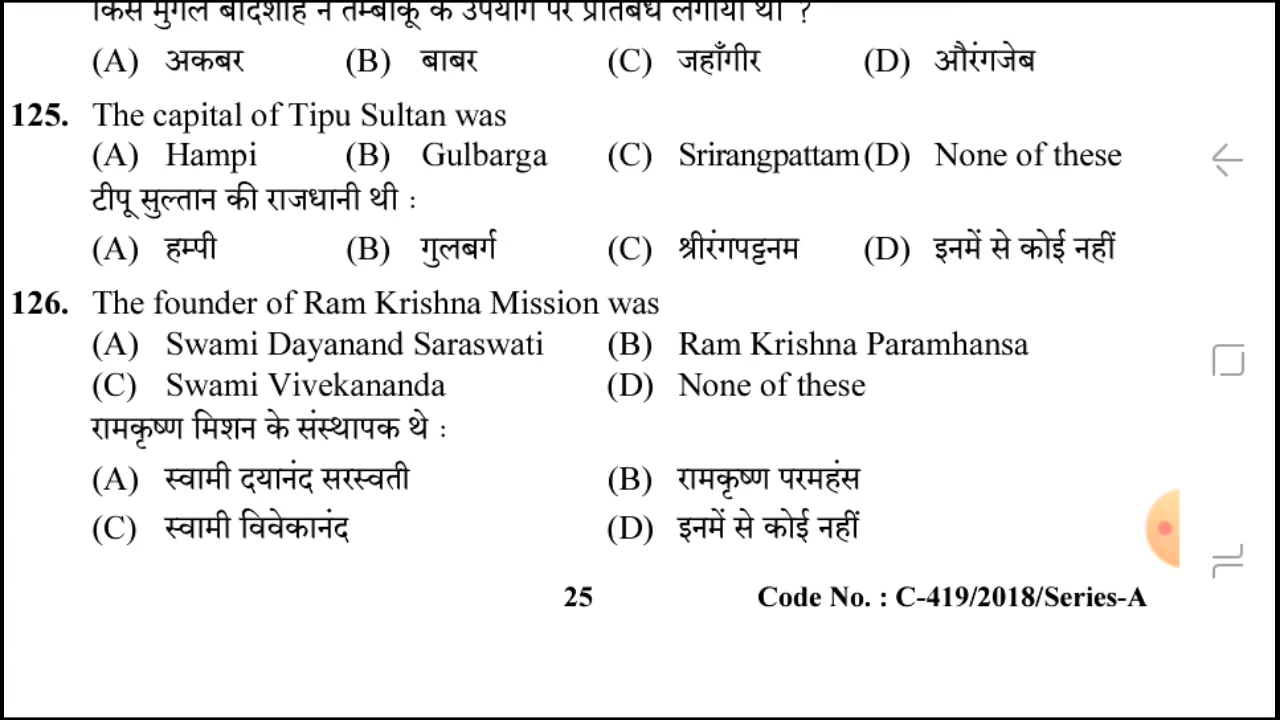 किस मुगल बादशाह ने तम्बाकू के उपयोग पर प्रतिबंध लगाया था ?
(A) अकबर (B) बाबर (C) जहाँगीर (D) औरंगजेब
125. The capital of Tipu Sultan was
(A) Hampi (B) Gulbarga (C) Srirangpattam (D) None of these
टीपू सुल्तान की राजधानी थी :
(A) हम्पी (B) गुलबर्ग (C) श्रीरंगपट्टनम (D) इनमें से कोई नहीं
126. The founder of Ram Krishna Mission was
(A) Swami Dayanand Saraswati (B) Ram Krishna Paramhansa
(C) Swami Vivekananda (D) None of these
रामकृष्ण मिशन के संस्थापक थे :
(A) स्वामी दयानंद सरस्वती (B) रामकृष्ण परमहंस
(C) स्वामी विवेकानंद (D) इनमें से कोई नहीं
25 Code No. : C-419/2018/Series-A